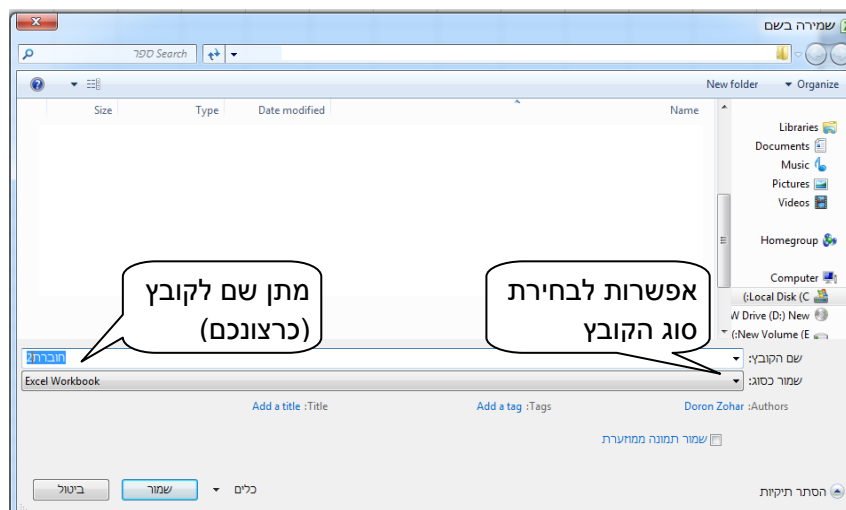 שמירה בשם
ספר Search
Organize
New folder
Name
Date modified
Type
Size
Libraries
Documents
Music
Pictures
Videos
Homegroup
Computer
(:Local Disk (C
W Drive (D:) New
(:New Volume (E
מתן שם לקובץ
(כרצונכם)
אפשרות לבחירת
סוג הקובץ
שם הקובץ:
חוברת2
שמור כסוג:
Excel Workbook
Doron Zohar :Authors
Add a tag :Tags
Add a title :Title
שמור תמונה ממוזערת
הסתר תיקיות
כלים
שמור
ביטול